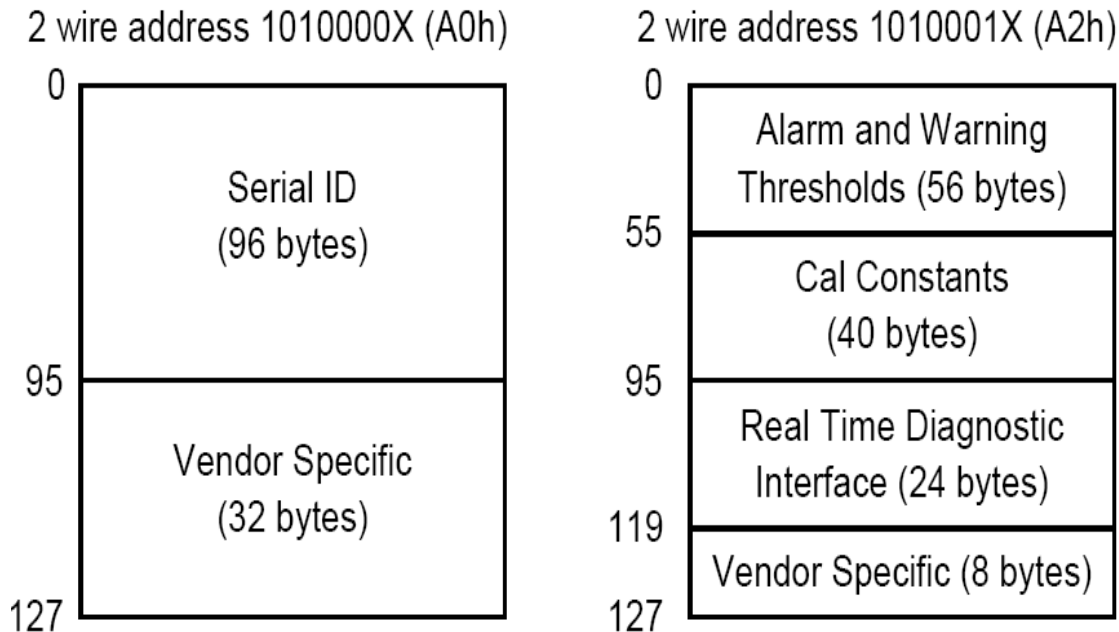 2 wire address 1010000X (A0h)
0
Serial ID
(96 bytes)
95
Vendor Specific
(32 bytes)
127
2 wire address 1010001X (A2h)
0
Alarm and Warning
Thresholds (56 bytes)
55
Cal Constants
(40 bytes)
95
Real Time Diagnostic
Interface (24 bytes)
119
Vendor Specific (8 bytes)
127